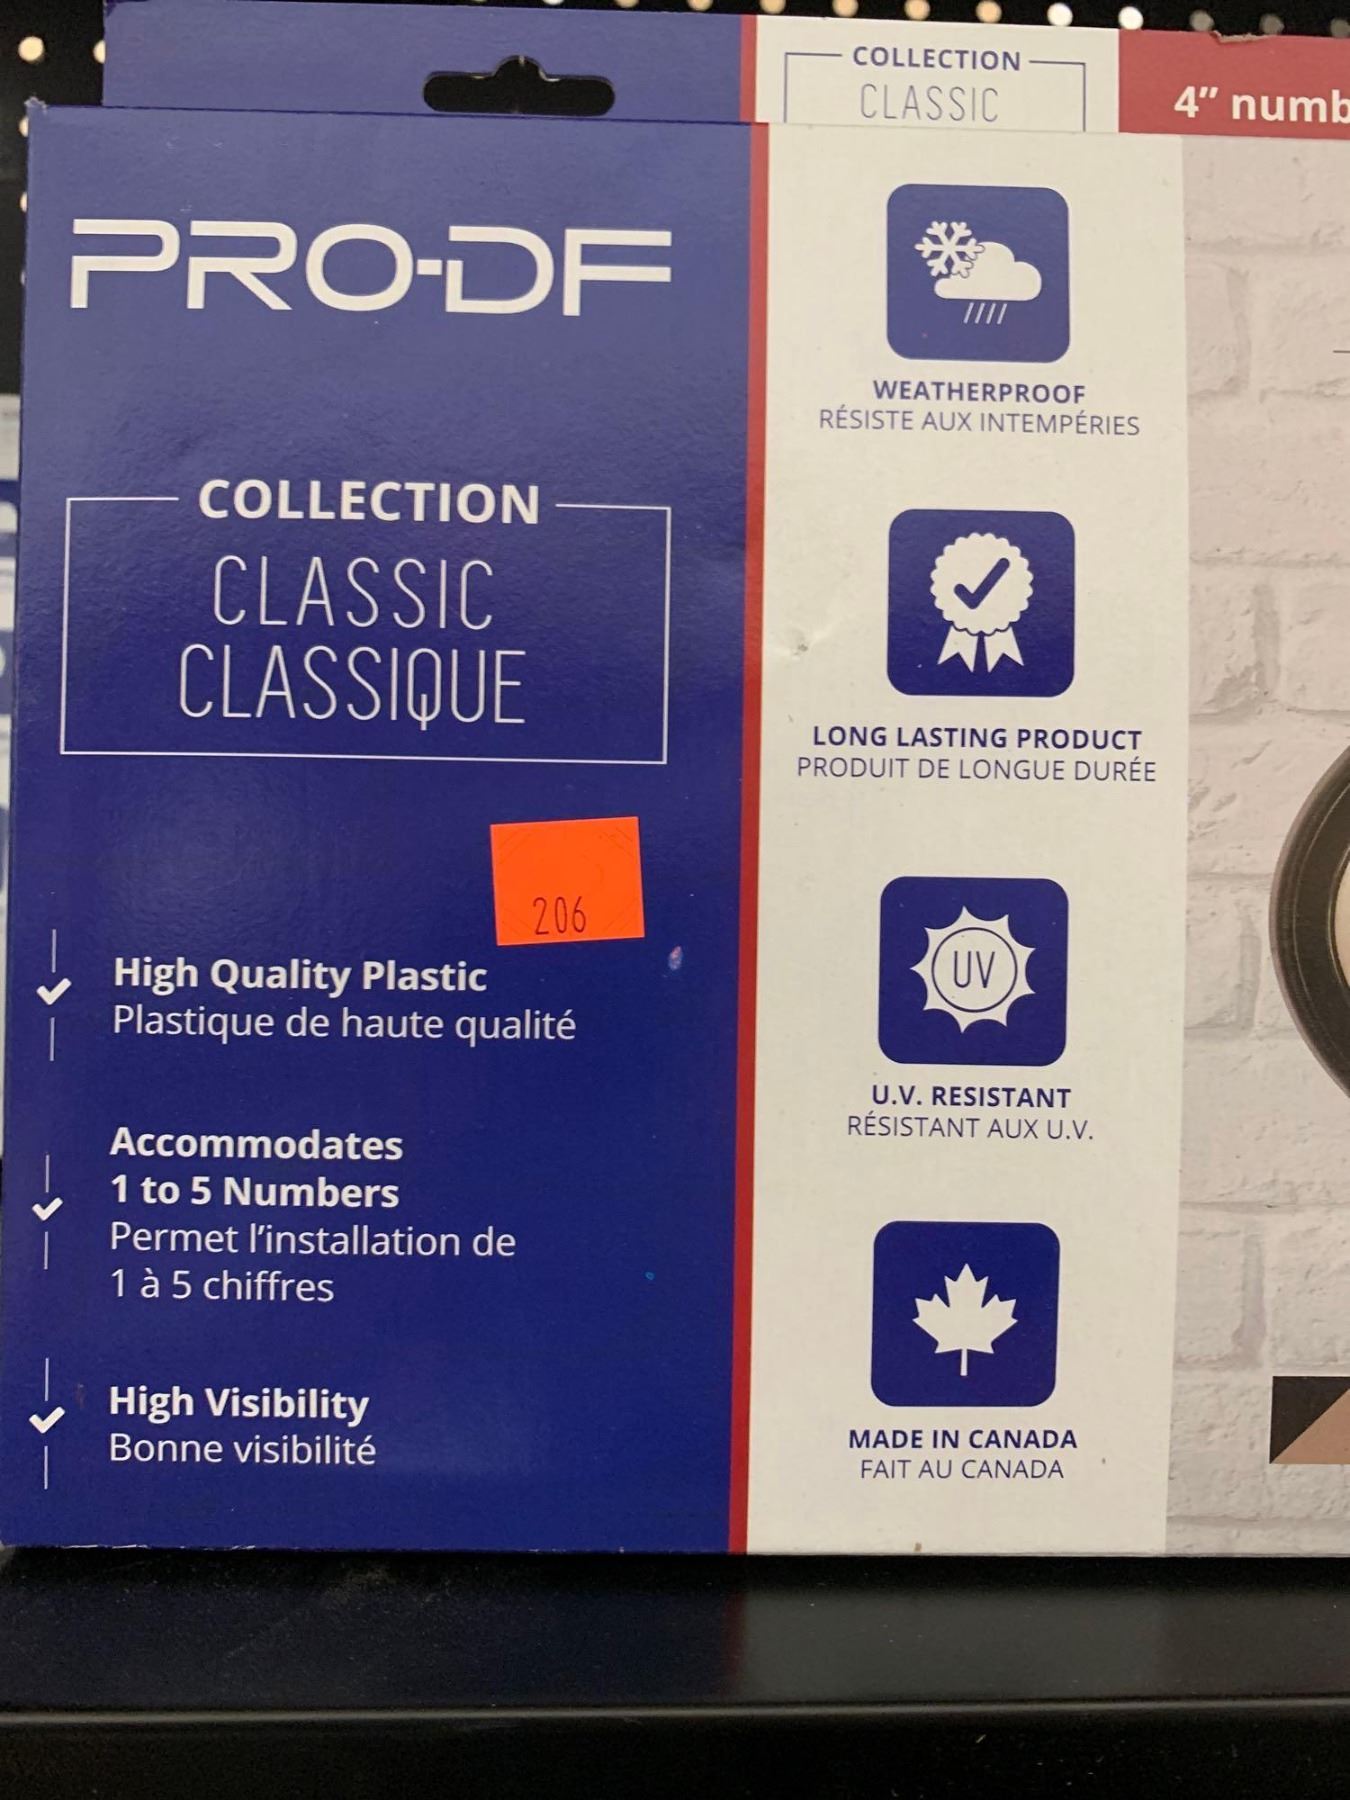 COLLECTION
CLASSIC
4” numb
PRO-DF
COLLECTION
CLASSIC
CLASSIQUE
206
High Quality Plastic
Plastique de haute qualité
Accommodates
1 to 5 Numbers
Permet l’installation de
1 à 5 chiffres
High Visibility
Bonne visibilité
WEATHERPROOF
RÉSISTE AUX INTEMPÉRIES
LONG LASTING PRODUCT
PRODUIT DE LONGUE DURÉE
UV
U.V. RESISTANT
RÉSISTANT AUX U.V.
MADE IN CANADA
FAIT AU CANADA